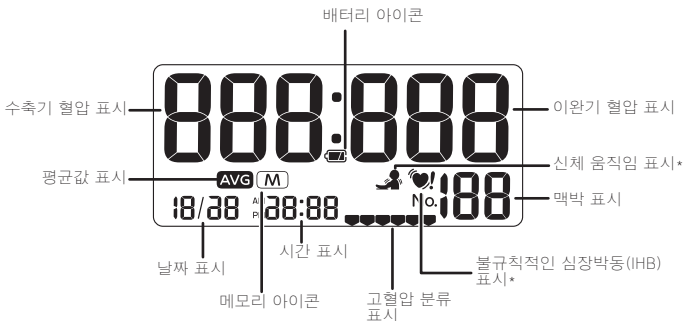 배터리 아이콘
수축기 혈압 표시
888:888
이완기 혈압 표시
신체 움직임 표시*
평균값 표시
AVG M
No. 188
맥박 표시
18/38 38:88
시간 표시
불규칙적인 심장박동(IHB)
표시*
날짜 표시
메모리 아이콘
고혈압 분류
표시